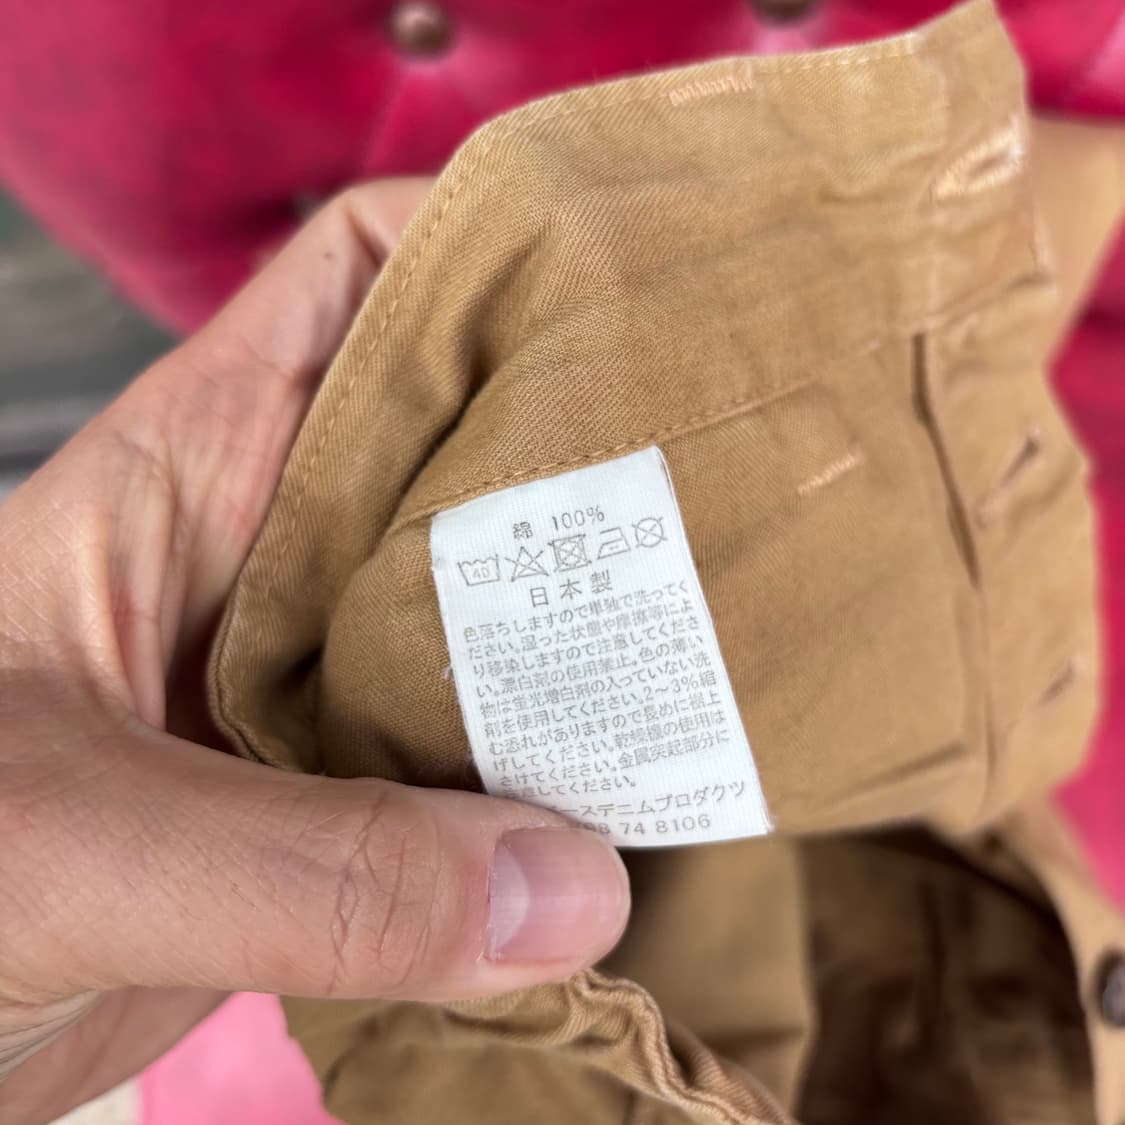 綿 100%
40
日本製
色落ちしますので単独で洗ってく
ださい。湿った状態や摩擦等によ
り移染しますので注意してくださ
い。漂白剤の使用禁止。色の薄い
物は蛍光増白剤の入っていない洗
剤を使用してください。2～3%縮
む恐れがありますので長めに裾上
げしてください。乾燥機の使用は
さけてください。金属突起部分に
意してください。
ースデニムプロダクツ
74 8106